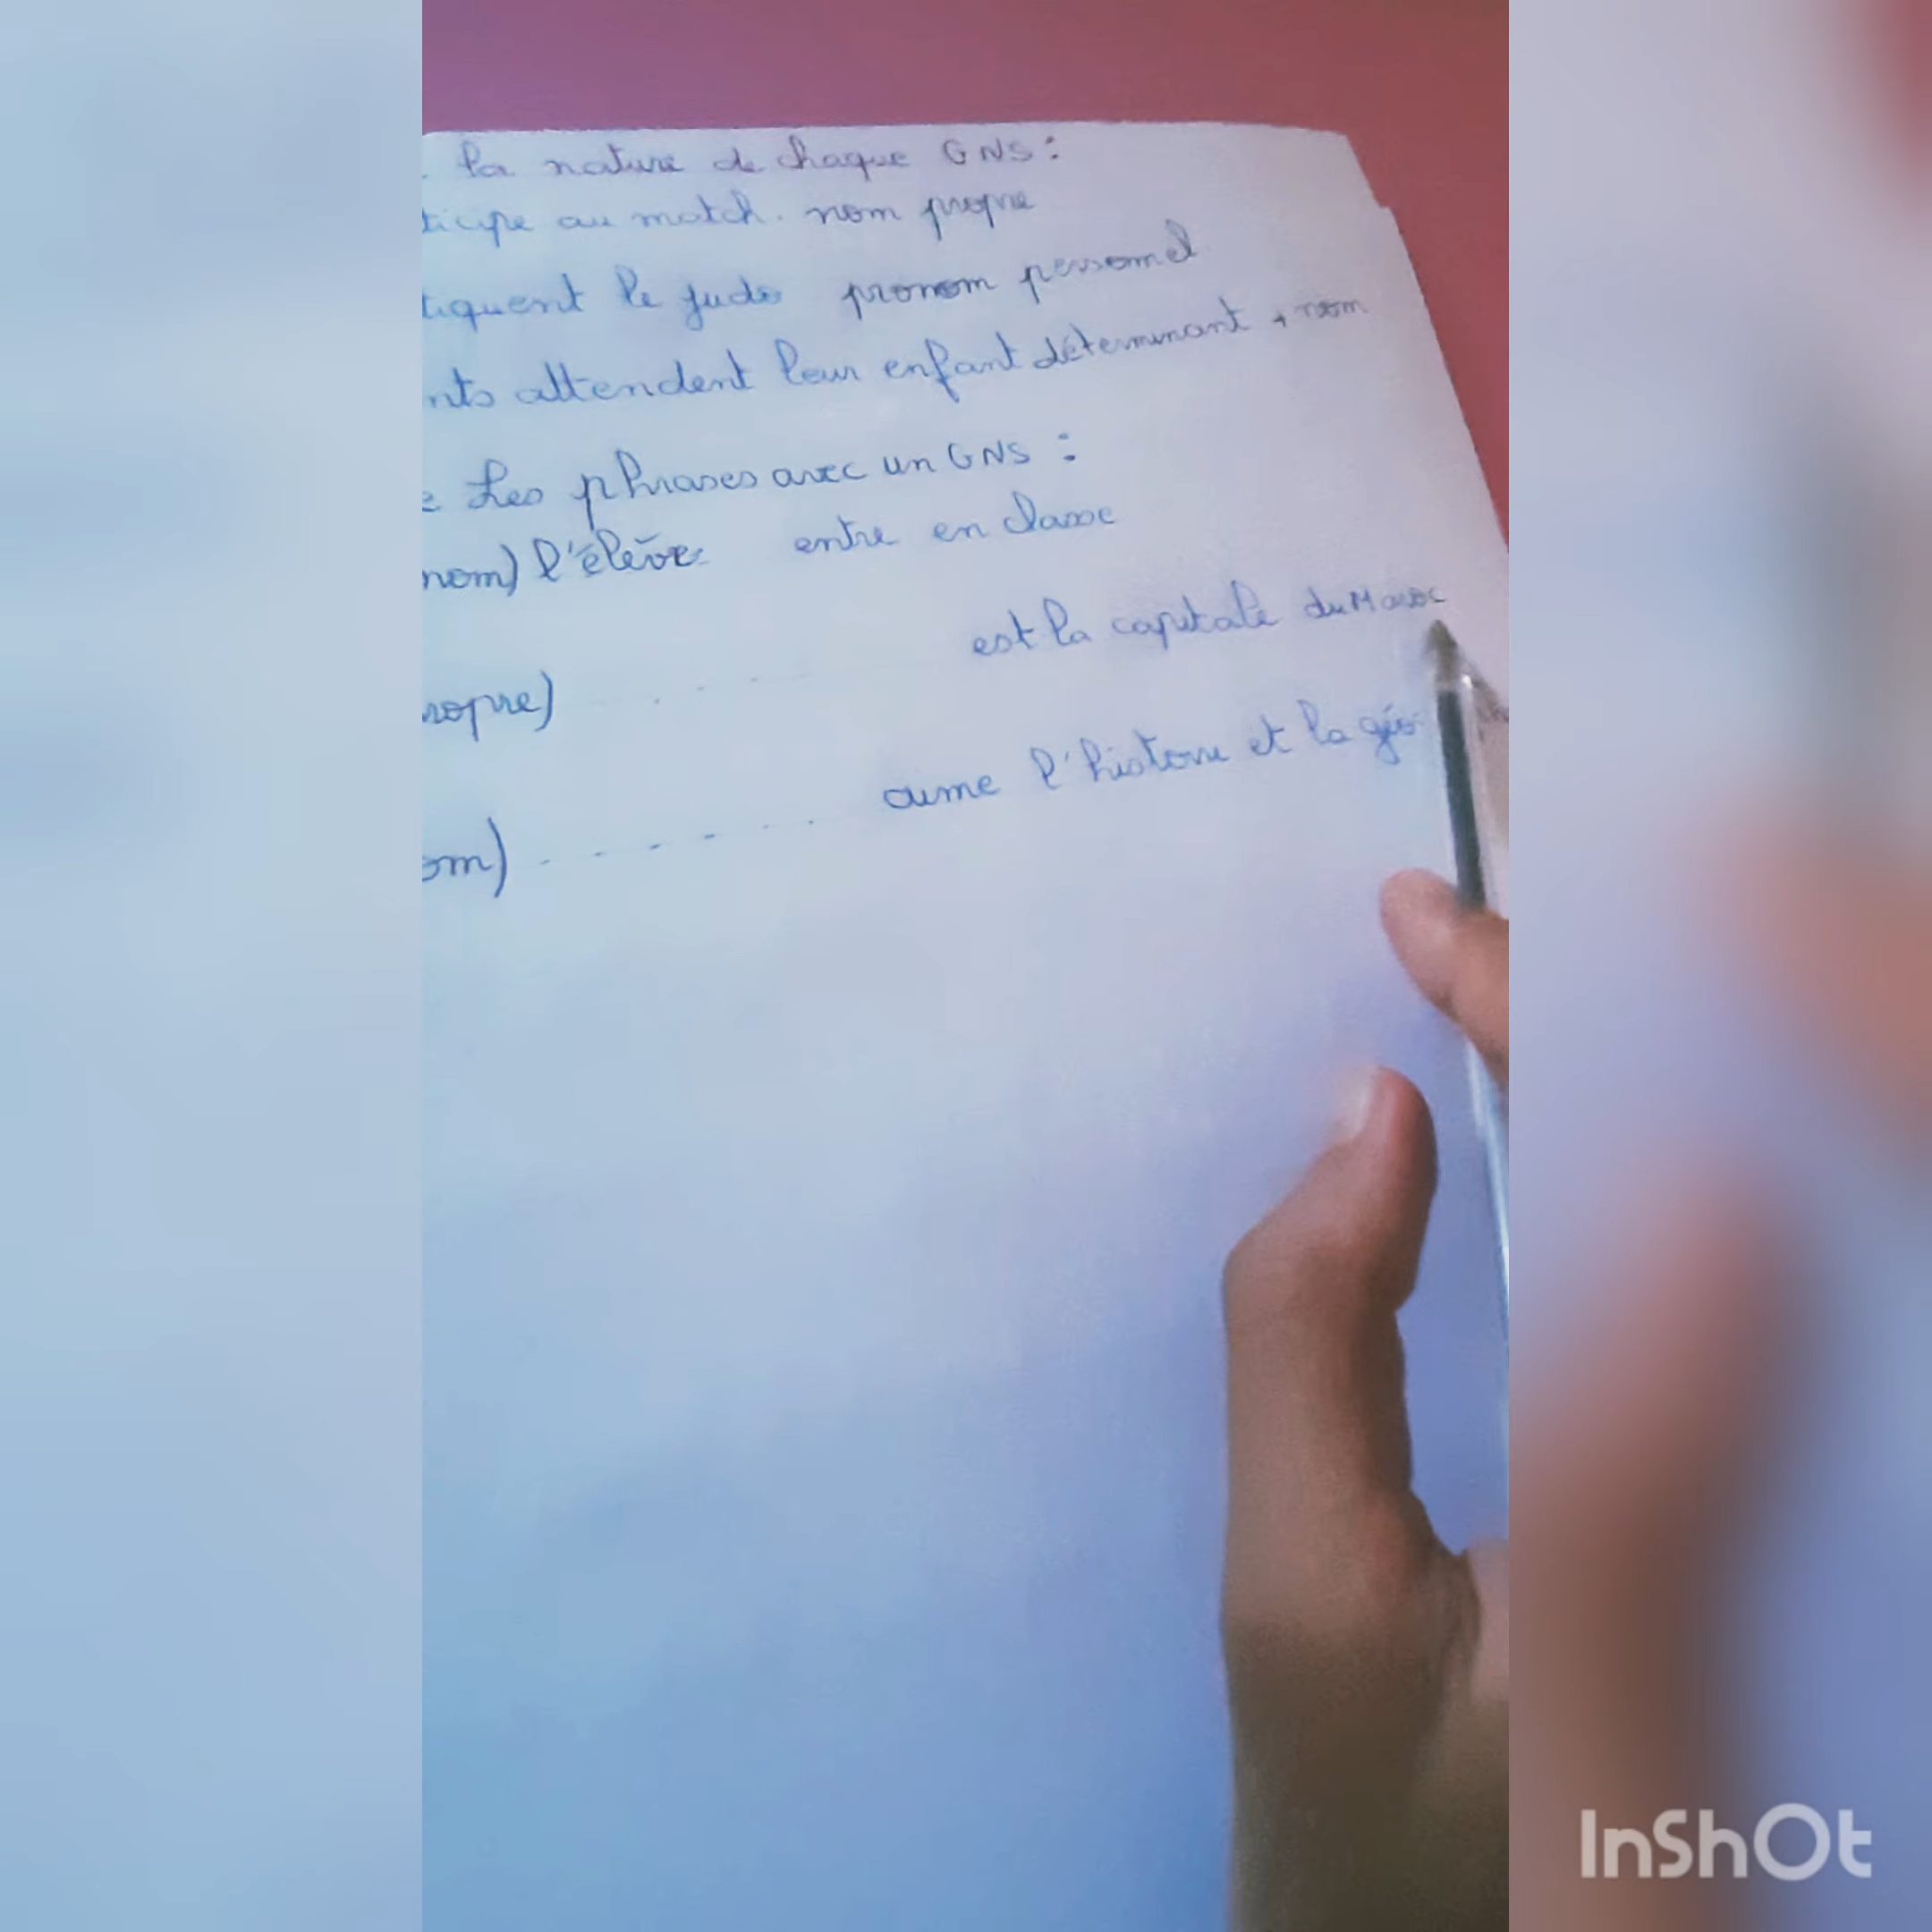 la nature de chaque GNS :
ticipe au match. nom propre
tiquent le judo pronom personnel
nts attendent leur enfant déterminant + nom
e Les phrases avec un GNS :
nom) l'élève entre en classe
est la capitale du Maroc
ropre)
aime l'histoire et la géo
om)
InShOt